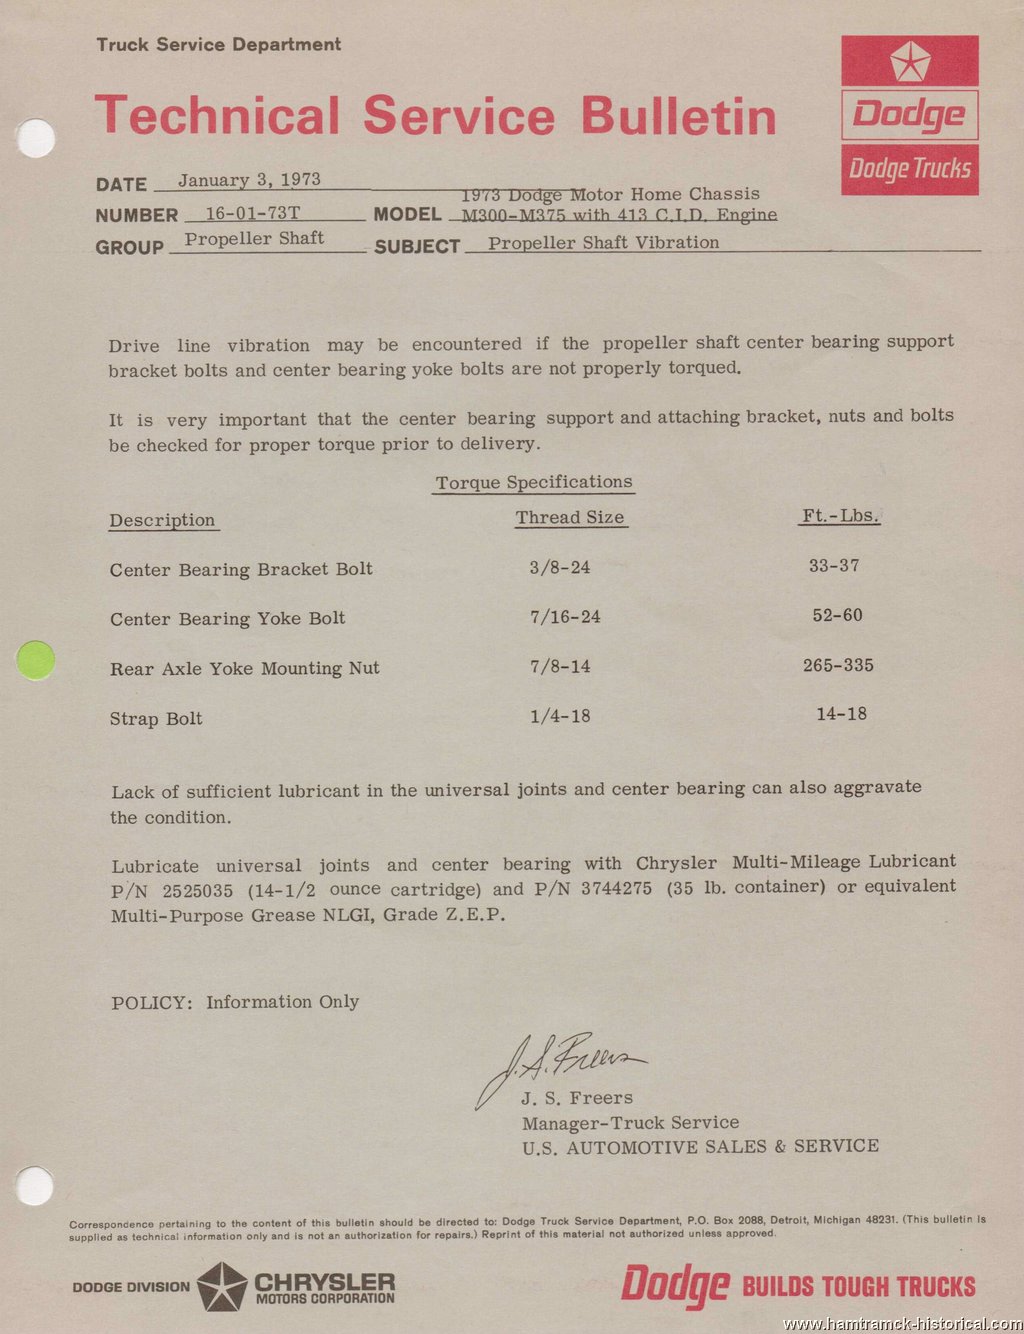 Truck Service Department
Technical Service Bulletin
Dodge
Dodge Trucks
DATE January 3, 1973
1973 Dodge Motor Home Chassis
NUMBER 16-01-73T MODEL M300-M375 with 413 C.I.D. Engine
GROUP Propeller Shaft SUBJECT Propeller Shaft Vibration
Drive line vibration may be encountered if the propeller shaft center bearing support
bracket bolts and center bearing yoke bolts are not properly torqued.
It is very important that the center bearing support and attaching bracket, nuts and bolts
be checked for proper torque prior to delivery.
Torque Specifications
Description Thread Size Ft.-Lbs.
Center Bearing Bracket Bolt 3/8-24 33-37
Center Bearing Yoke Bolt 7/16-24 52-60
Rear Axle Yoke Mounting Nut 7/8-14 265-335
Strap Bolt 1/4-18 14-18
Lack of sufficient lubricant in the universal joints and center bearing can also aggravate
the condition.
Lubricate universal joints and center bearing with Chrysler Multi-Mileage Lubricant
P/N 2525035 (14-1/2 ounce cartridge) and P/N 3744275 (35 lb. container) or equivalent
Multi-Purpose Grease NLGI, Grade Z.E.P.
POLICY: Information Only
J. S. Freers
J. S. Freers
Manager-Truck Service
U.S. AUTOMOTIVE SALES & SERVICE
Correspondence pertaining to the content of this bulletin should be directed to: Dodge Truck Service Department, P.O. Box 2088, Detroit, Michigan 48231. (This bulletin is
supplied as technical information only and is not an authorization for repairs.) Reprint of this material not authorized unless approved.
DODGE DIVISION CHRYSLER
MOTORS CORPORATION
Dodge BUILDS TOUGH TRUCKS
www.hamtramck-historical.com